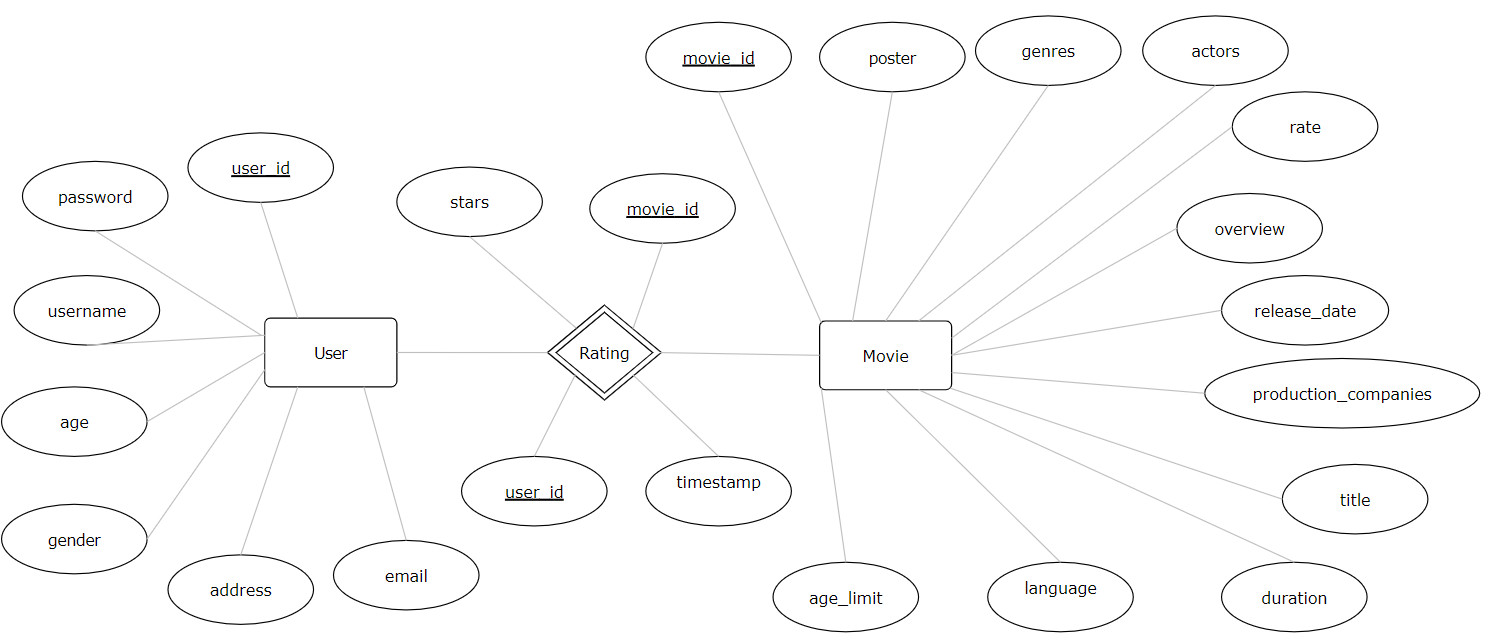 movie_id
poster
genres
actors
rate
user_id
password
stars
movie_id
overview
username
release_date
User
Rating
Movie
production_companies
age
user_id
timestamp
title
gender
address
email
age_limit
language
duration